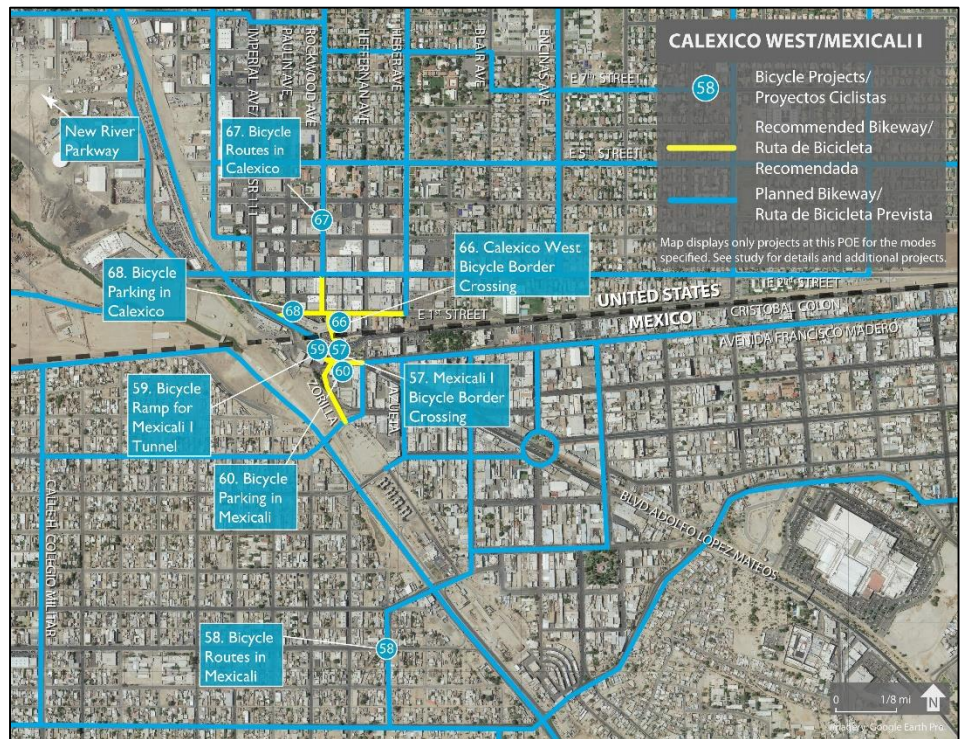 CALEXICO WEST/MEXICALI I
58
Bicycle Projects/
Proyectos Ciclistas
Recommended Bikeway/
Ruta de Bicicleta
Recomendada
Planned Bikeway/
Ruta de Bicicleta Prevista
Map displays only projects at this POE for the modes
specified. See study for details and additional projects.
IMPERIAL AVE/
PAULIN AVE
ROCKWOOD AVE
HEFFERNAN AVE
BLAIR AVE
ENCINAS AVE
E 7th STREET
E 5th STREET
New River
Parkway
67. Bicycle
Routes in
Calexico
67
66. Calexico West
Bicycle Border
Crossing
68. Bicycle
Parking in
Calexico
68
66
E 1st STREET
E 2nd STREET
UNITED STATES
MEXICO
CRISTOBAL COLON
AVENIDA FRANCISCO MADERO
59
57
60
59. Bicycle
Ramp for
Mexicali I
Tunnel
57. Mexicali I
Bicycle Border
Crossing
ZORILLA
AZUETA
60. Bicycle
Parking in
Mexicali
CALLE H. COLEGIO MILITAR
BLVD ADOLFO LOPEZ MATEOS
58. Bicycle
Routes in
Mexicali
58
0 1/8 mi
N
Imagery: Google Earth Pro